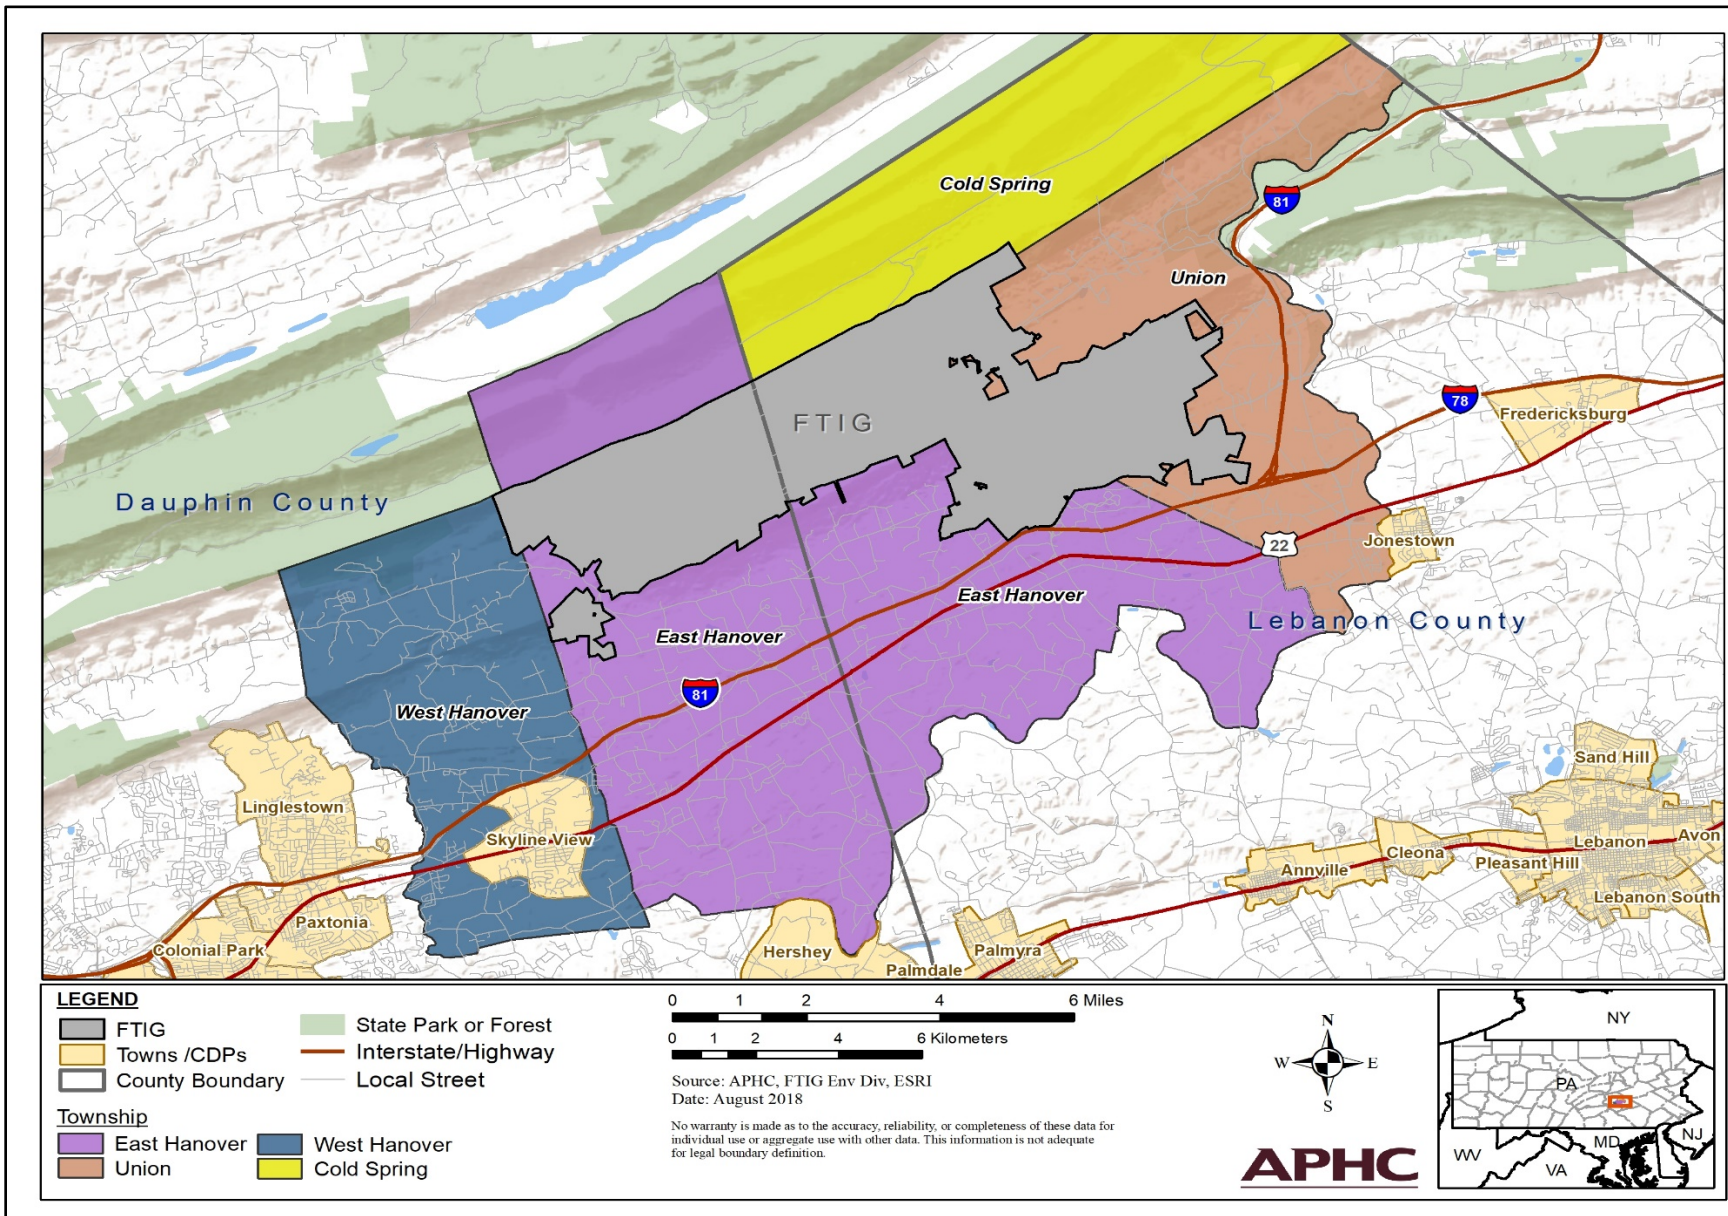 Cold Spring
81
Union
78
Fredericksburg
FTIG
Dauphin County
22
Jonestown
East Hanover
Lebanon County
East Hanover
81
West Hanover
Sand Hill
Linglestown
Skyline View
Lebanon
Avon
Cleona
Pleasant Hill
Annville
Lebanon South
Paxtonia
Colonial Park
Hershey
Palmyra
Palmdale
LEGEND
FTIG
Towns /CDPs
County Boundary
State Park or Forest
Interstate/Highway
Local Street
Township
East Hanover
West Hanover
Union
Cold Spring
0 1 2 4 6 Miles
0 1 2 4 6 Kilometers
Source: APHC, FTIG Env Div, ESRI
Date: August 2018
No warranty is made as to the accuracy, reliability, or completeness of these data for
individual use or aggregate use with other data. This information is not adequate
for legal boundary definition.
N
W E
S
APHC
NY
PA
NJ
MD
WV
VA